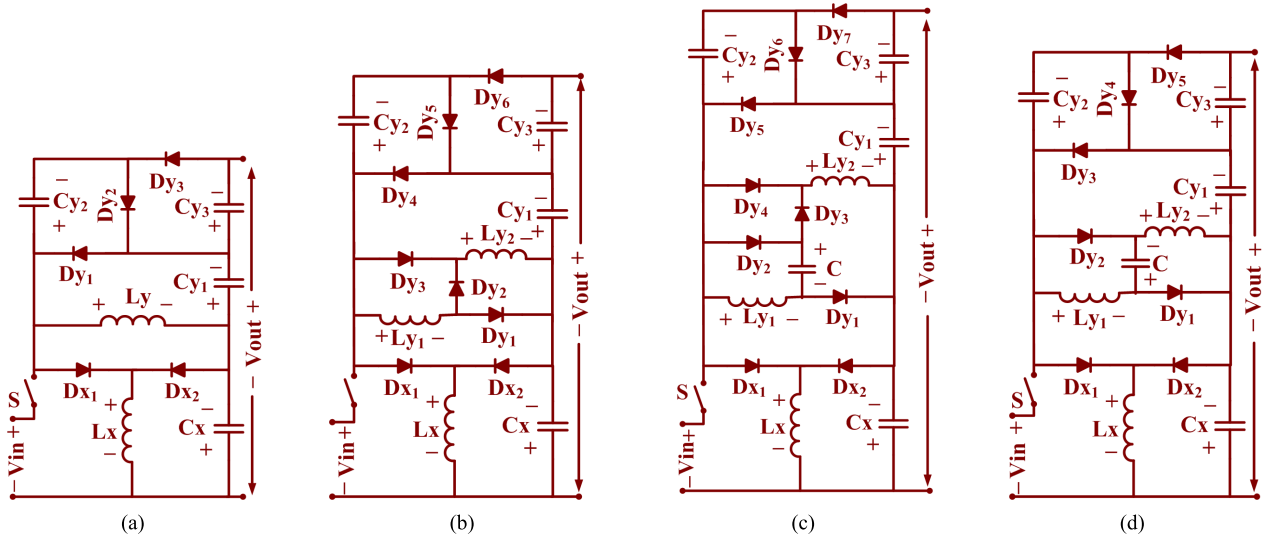 Cy2 − + Dy2 Dy3 − Cy3 +
Dy1 − Cy1 +
+ Ly −
Dx1 Dx2
S + Lx − − Cx +
− Vin +
− Vout +
(a)
Cy2 − + Dy5 Dy6 − Cy3 +
Dy4 − Cy1 +
+ Ly2 −
Dy3 Dy2
+ Ly1 − Dy1
Dx1 Dx2
+ Lx − − Cx +
− Vin +
− Vout +
(b)
Cy2 − + Dy6 Dy7 − Cy3 +
Dy5 − Cy1 +
Ly2
+ −
Dy4 Dy3
Dy2 + C −
+ Ly1 − Dy1
Dx1 Dx2
S + Lx − − Cx +
− Vin+
− Vout +
(c)
Cy2 − + Dy4 Dy5 − Cy3 +
Dy3 − Cy1 +
Ly2
+ −
Dy2 − C +
+ Ly1 − Dy1
Dx1 Dx2
S + Lx − − Cx +
− Vin +
− Vout +
(d)